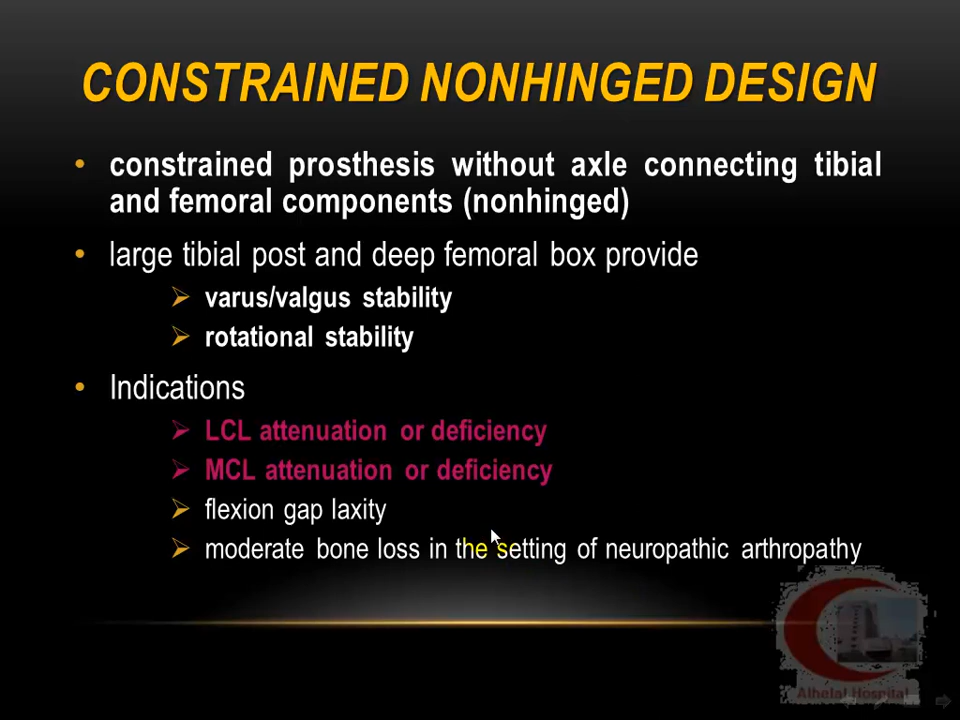 CONSTRAINED NONHINGED DESIGN
• constrained prosthesis without axle connecting tibial
and femoral components (nonhinged)
• large tibial post and deep femoral box provide
➢ varus/valgus stability
➢ rotational stability
• Indications
➢ LCL attenuation or deficiency
➢ MCL attenuation or deficiency
➢ flexion gap laxity
➢ moderate bone loss in the setting of neuropathic arthropathy
Alhelal Hospital